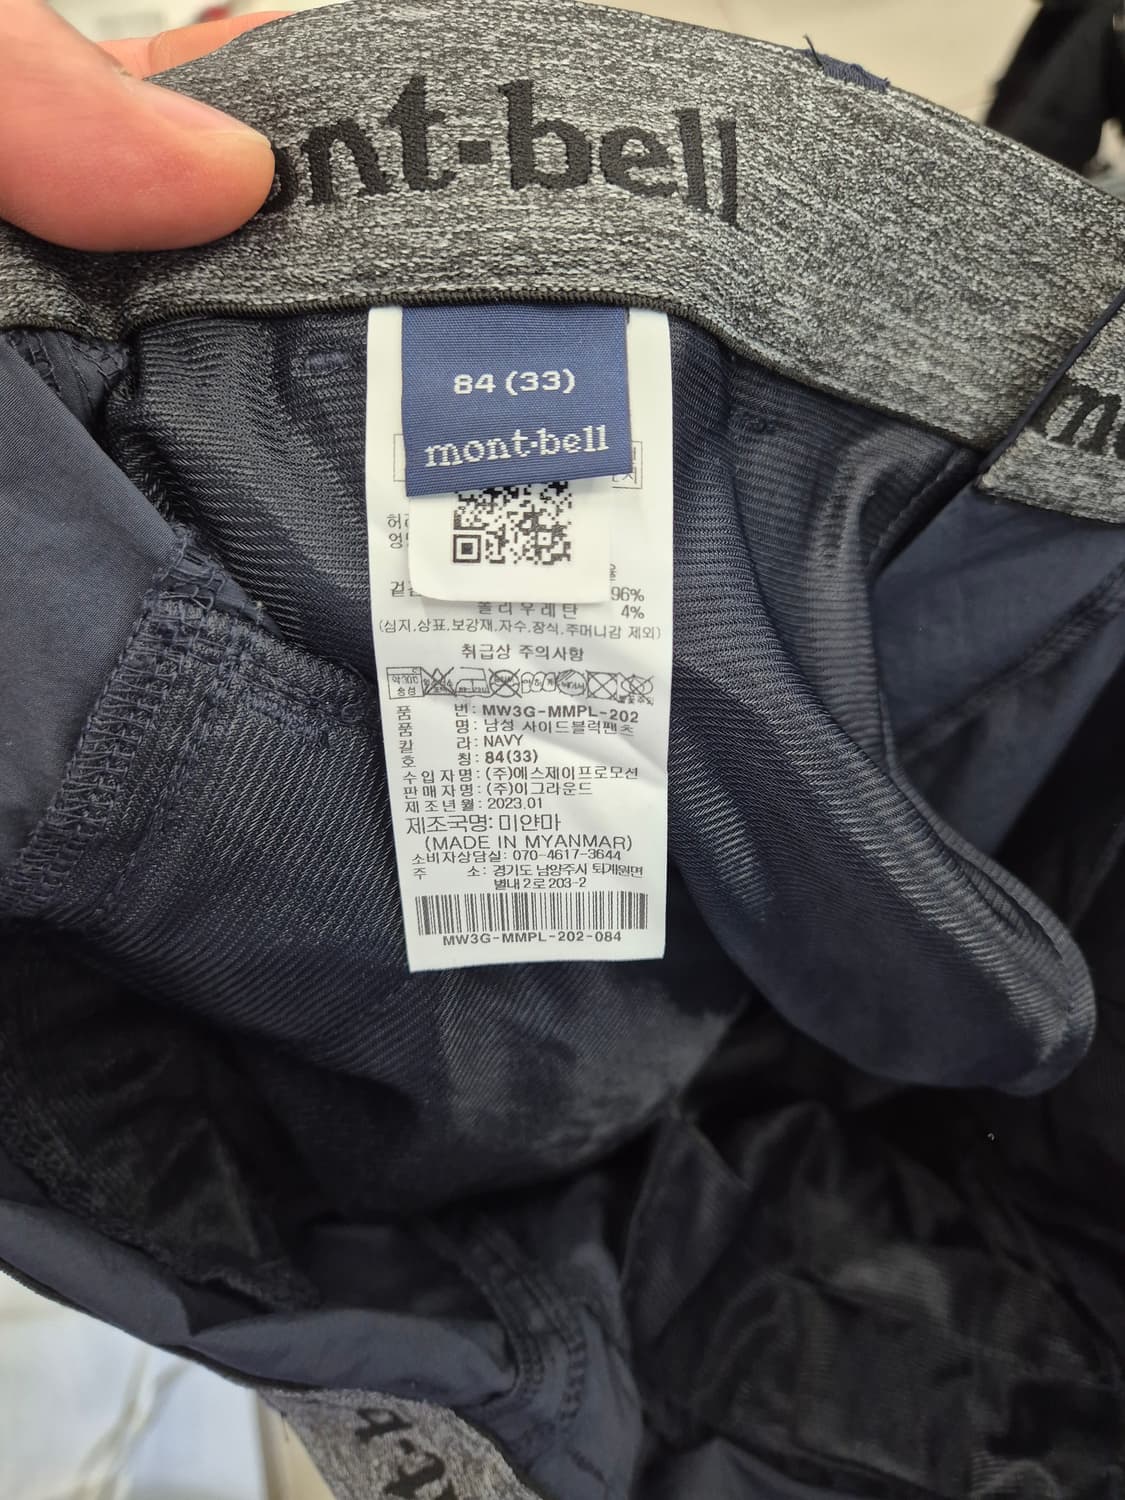 ont-bell
84 (33)
mont-bell
96%
폴리우레탄 4%
(심지,상표,보강재,자수,장식,주머니감 제외)
취급상 주의사항
품 번: MW3G-MMPL-202
품 명: 남성 사이드블럭팬츠
칼 라: NAVY
호 칭: 84(33)
수입자명: (주)에스제이프로모션
판매자명: (주)이그라운드
제조년월: 2023.01
제조국명: 미얀마
(MADE IN MYANMAR)
소비자상담실: 070-4617-3644
주 소: 경기도 남양주시 퇴계원면
별내2로 203-2
MW3G-MMPL-202-084